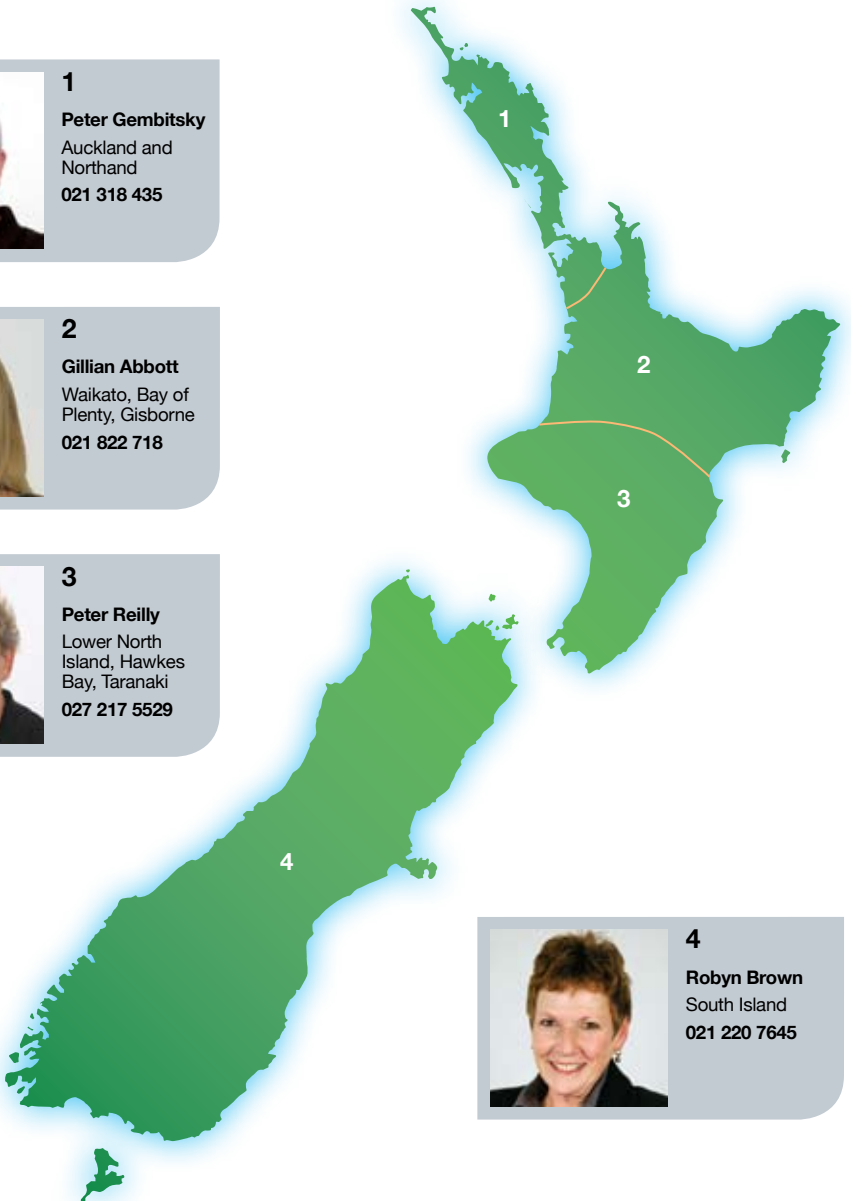 1
Peter Gembitsky
Auckland and
Northand
021 318 435
2
Gillian Abbott
Waikato, Bay of
Plenty, Gisborne
021 822 718
3
Peter Reilly
Lower North
Island, Hawkes
Bay, Taranaki
027 217 5529
1
2
3
4
4
Robyn Brown
South Island
021 220 7645